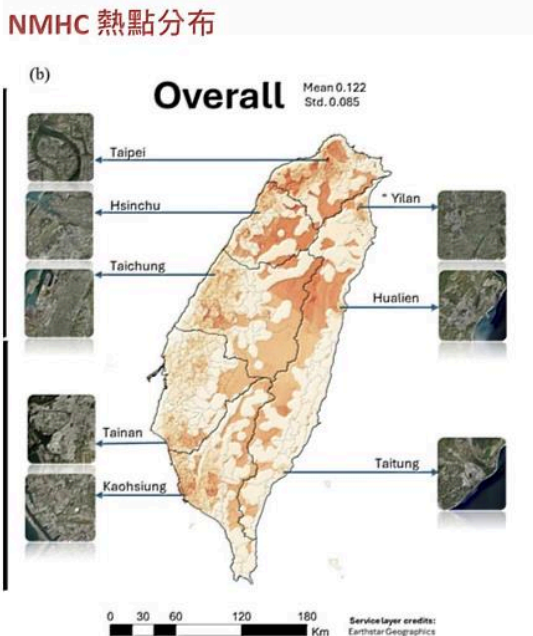 NMHC 熱點分布
(b)
Overall
Mean 0.122
Std. 0.085
Taipei
Hsinchu
Taichung
Tainan
Kaohsiung
* Yilan
Hualien
Taitung
0 30 60 120 180
Km
Service layer credits:
Earthstar Geographics